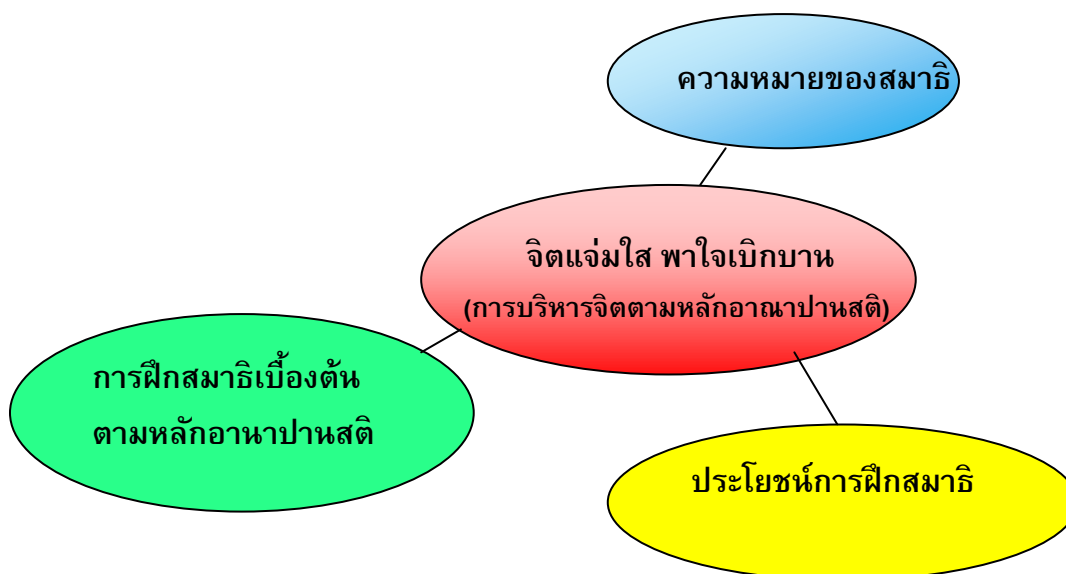 ความหมายของสมาธิ
จิตแจ่มใส พาใจเบิกบาน
(การบริหารจิตตามหลักอาณาปานสติ)
การฝึกสมาธิเบื้องต้น
ตามหลักอานาปานสติ
ประโยชน์การฝึกสมาธิ